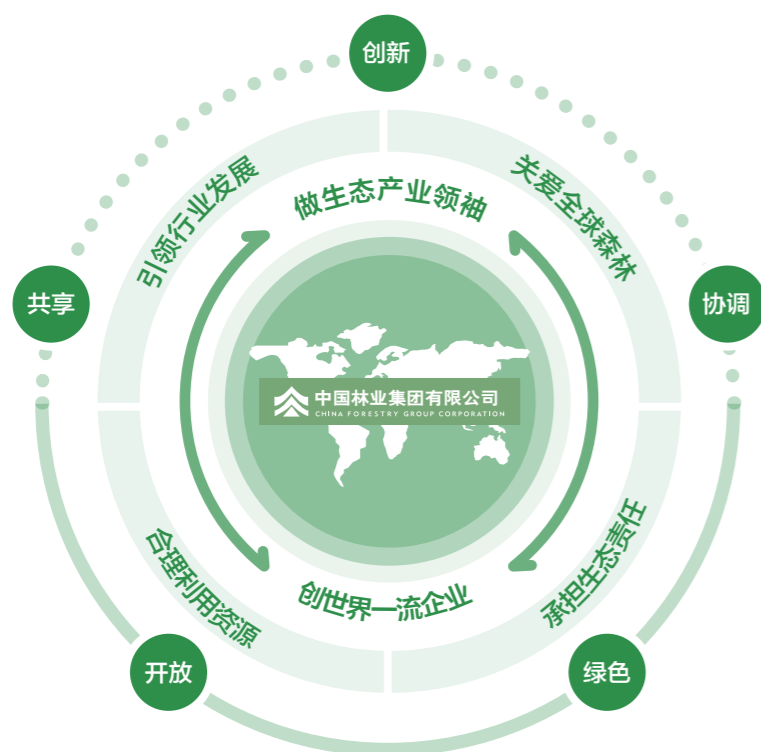 创新
引领行业发展
做生态产业领袖
关爱全球森林
共享
协调
中国林业集团有限公司
CHINA FORESTRY GROUP CORPORATION
合理利用资源
创世界一流企业
承担生态责任
开放
绿色